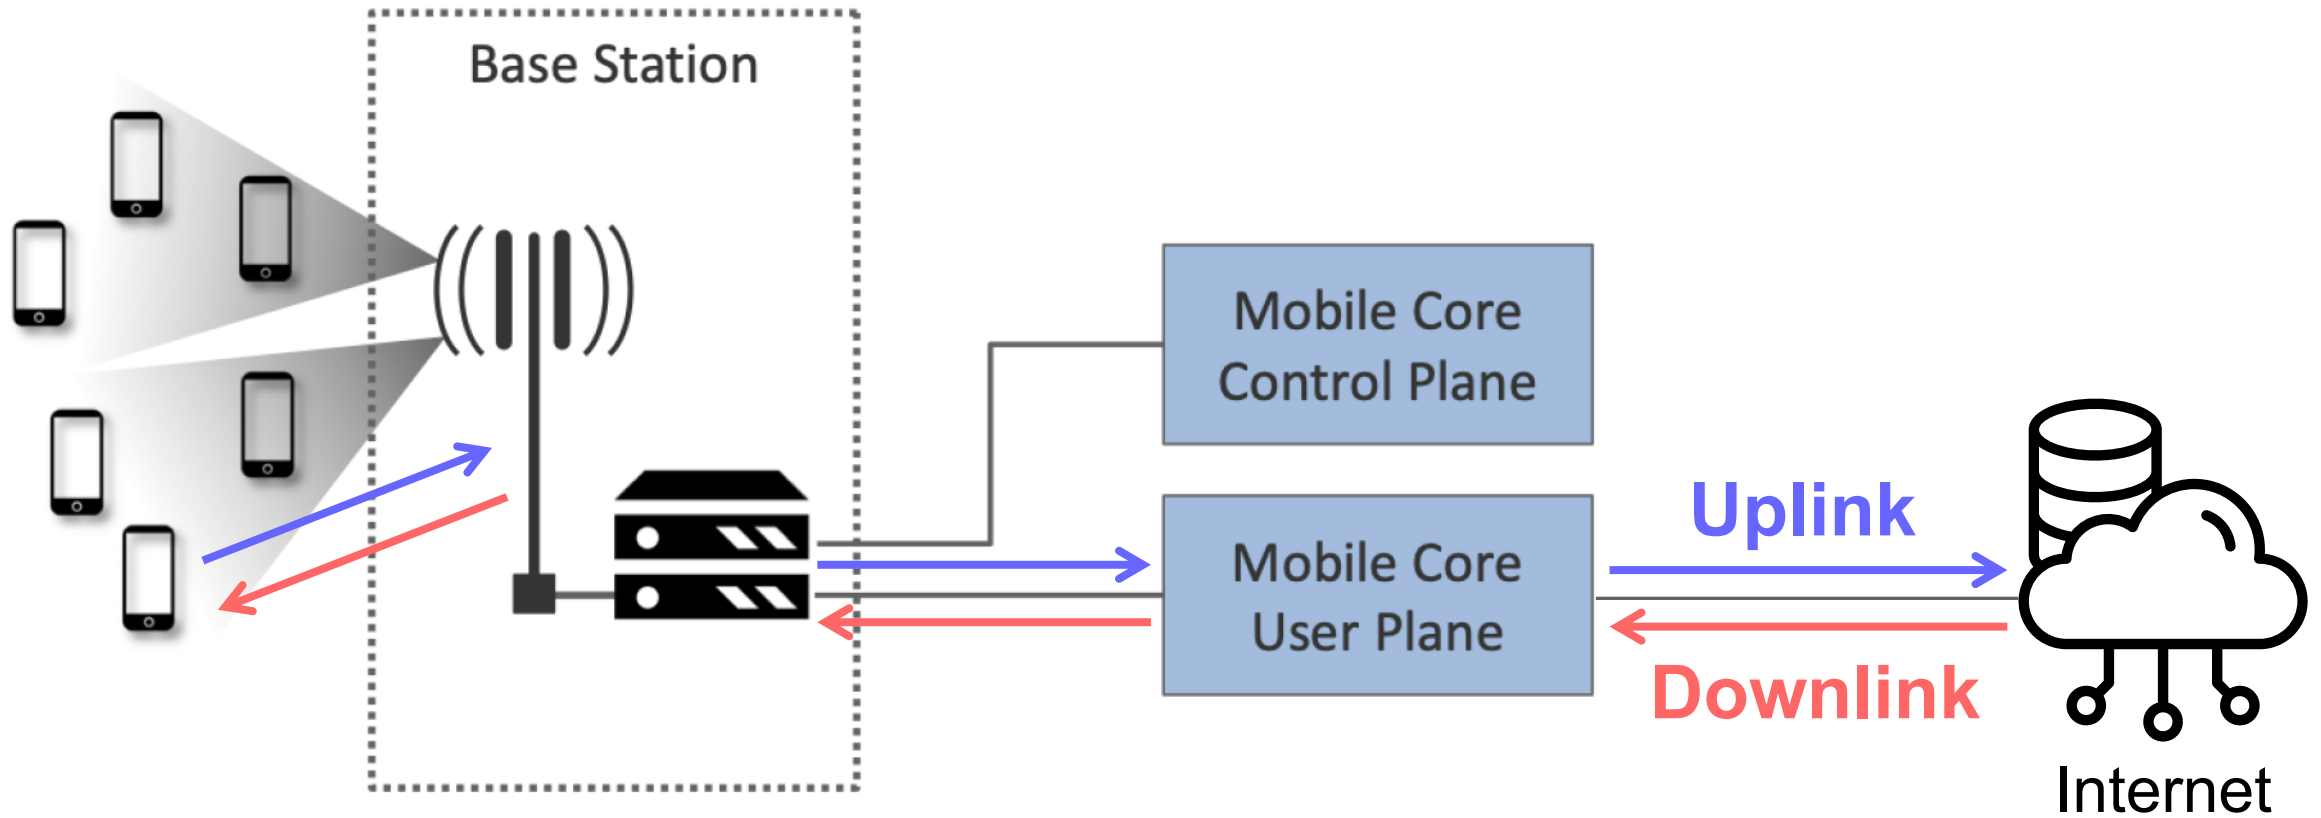 Base Station
Mobile Core
Control Plane
Mobile Core
User Plane
Uplink
Downlink
Internet